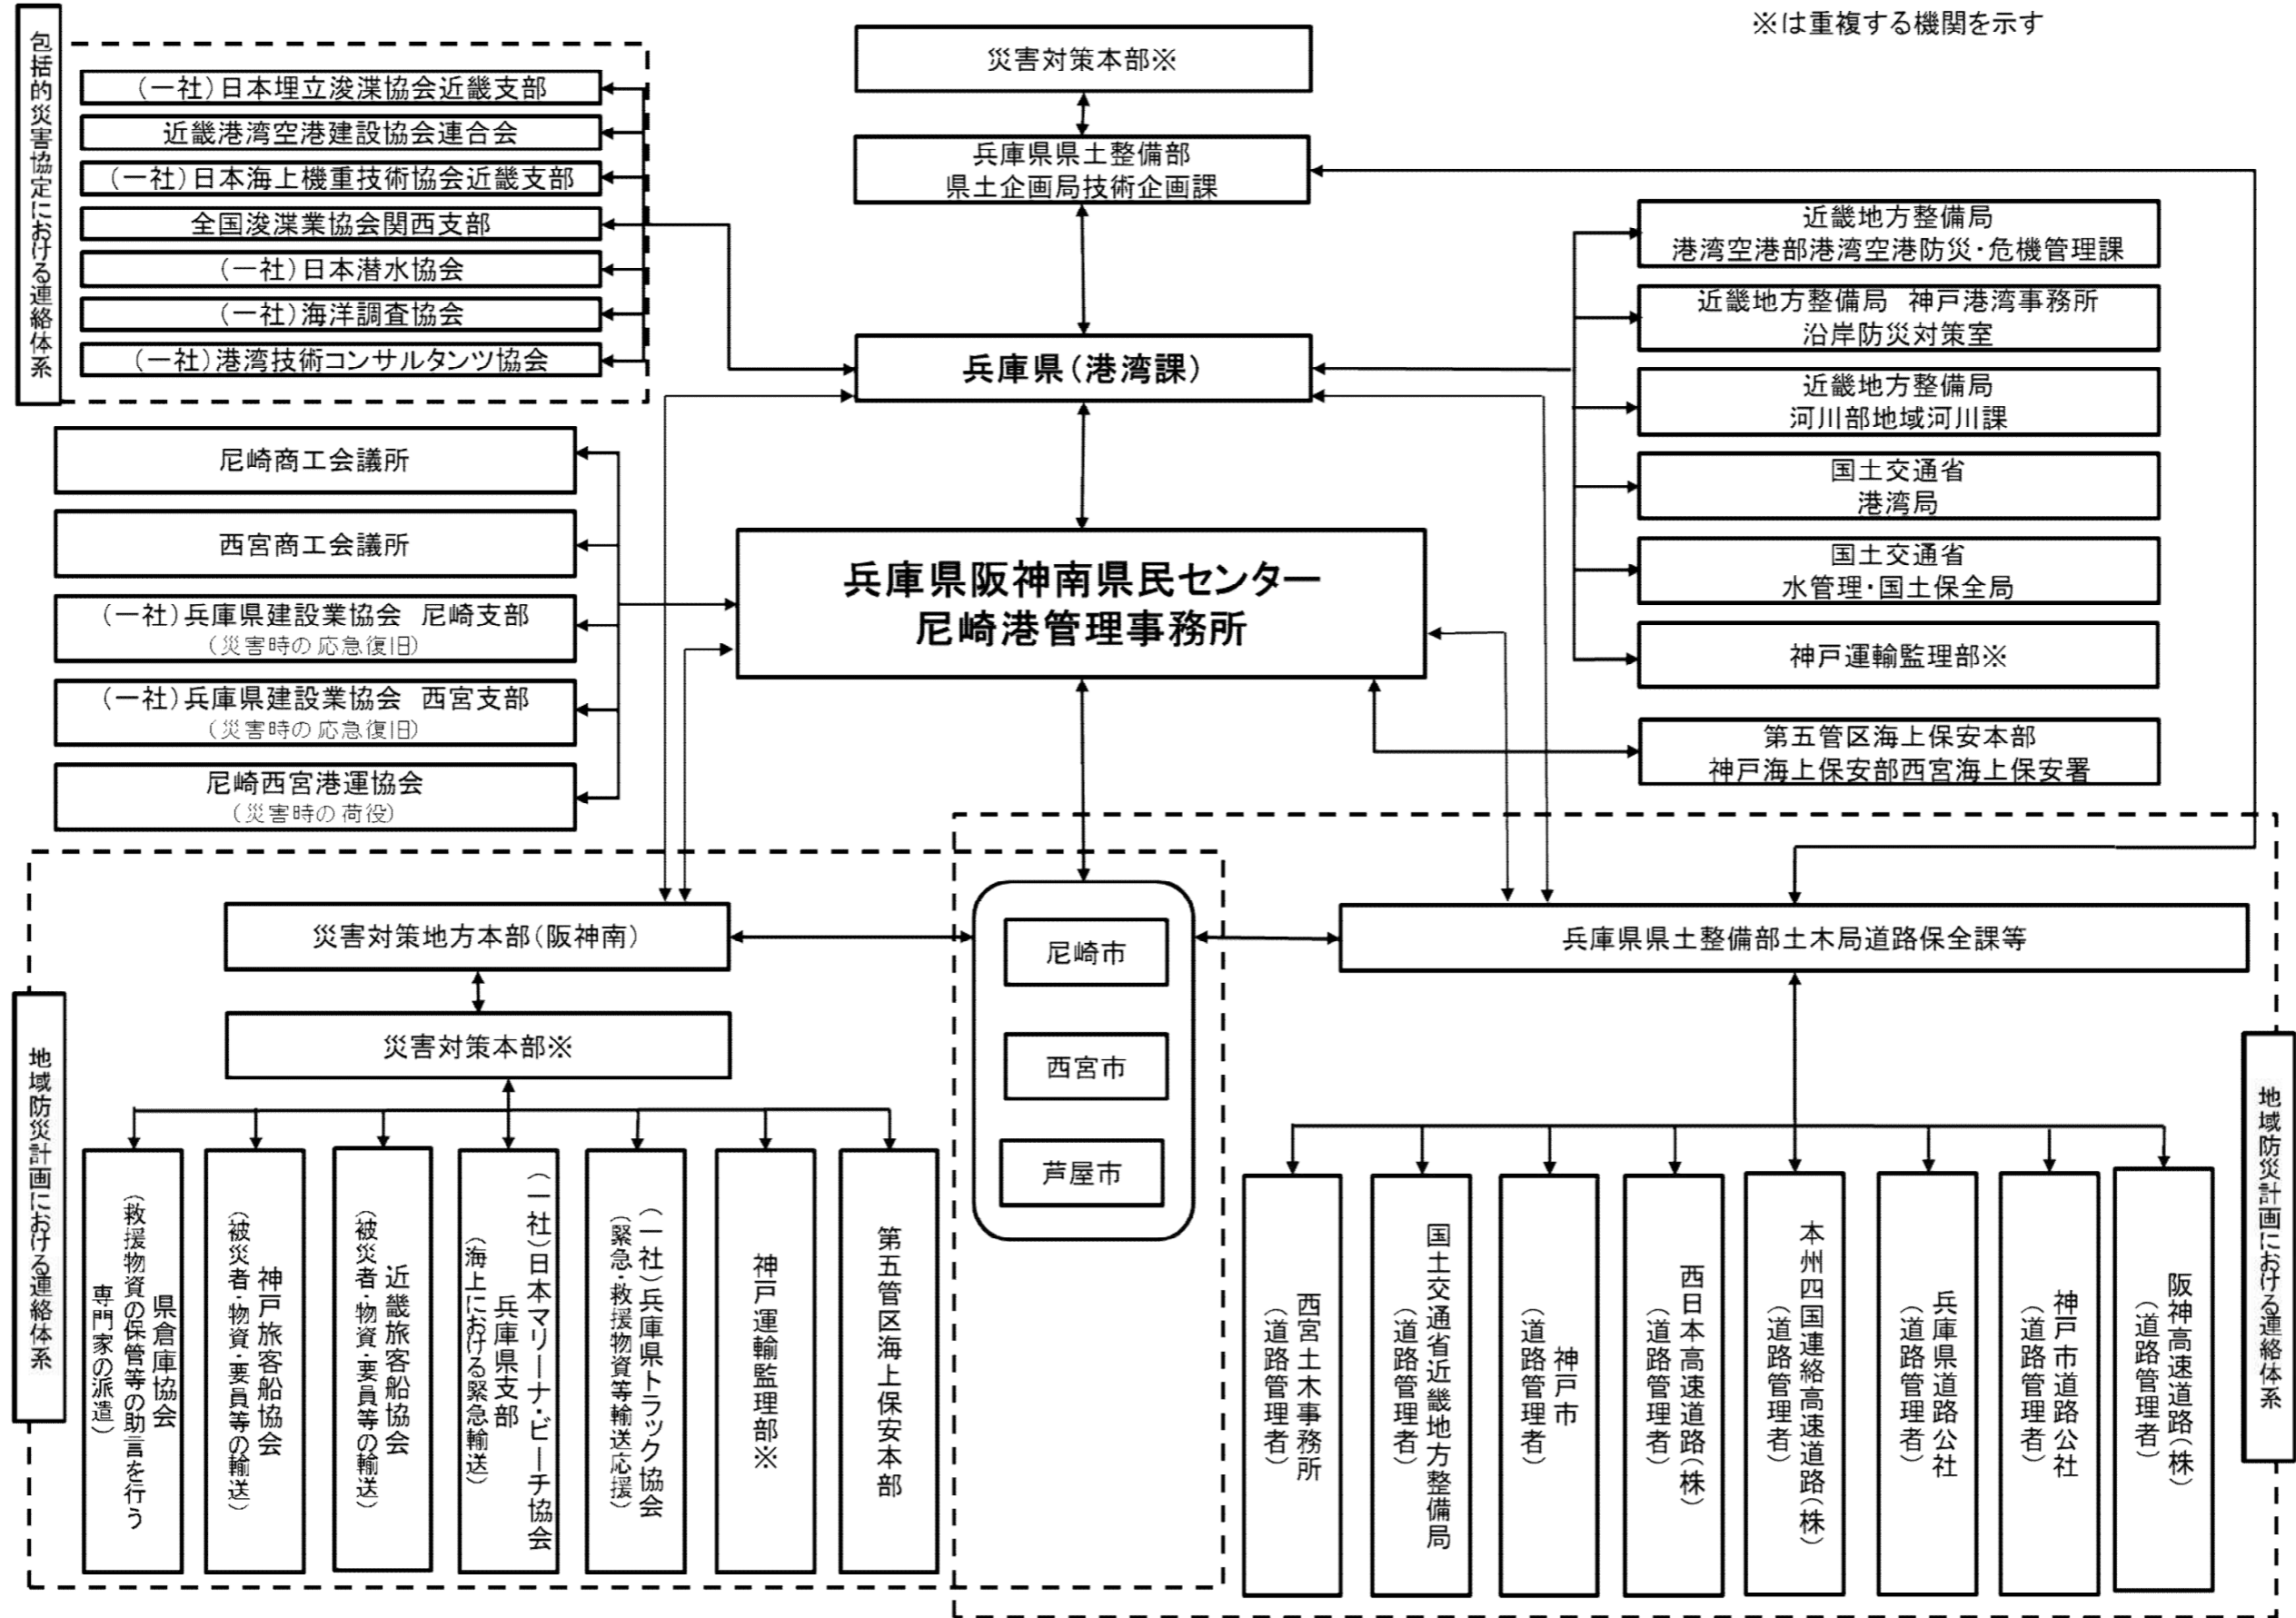 ※は重複する機関を示す
包括的災害協定における連絡体系
(一社)日本埋立浚渫協会近畿支部
近畿港湾空港建設協会連合会
(一社)日本海上機重技術協会近畿支部
全国浚渫業協会関西支部
(一社)日本潜水協会
(一社)海洋調査協会
(一社)港湾技術コンサルタンツ協会
災害対策本部※
兵庫県県土整備部
県土企画局技術企画課
兵庫県(港湾課)
近畿地方整備局
港湾空港部港湾空港防災・危機管理課
近畿地方整備局　神戸港湾事務所
沿岸防災対策室
近畿地方整備局
河川部地域河川課
国土交通省
港湾局
国土交通省
水管理・国土保全局
神戸運輸監理部※
第五管区海上保安本部
神戸海上保安部西宮海上保安署
尼崎商工会議所
西宮商工会議所
(一社)兵庫県建設業協会　尼崎支部
(災害時の応急復旧)
(一社)兵庫県建設業協会　西宮支部
(災害時の応急復旧)
尼崎西宮港運協会
(災害時の荷役)
兵庫県阪神南県民センター
尼崎港管理事務所
地域防災計画における連絡体系
災害対策地方本部(阪神南)
災害対策本部※
県倉庫協会
(救援物資の保管等の助言を行う
専門家の派遣)
神戸旅客船協会
(被災者・物資・要員等の輸送)
近畿旅客船協会
(被災者・物資・要員等の輸送)
(一社)日本マリーナ・ビーチ協会
兵庫県支部
(海上における緊急輸送)
(一社)兵庫県トラック協会
(緊急・救援物資等輸送応援)
神戸運輸監理部※
第五管区海上保安本部
尼崎市
西宮市
芦屋市
兵庫県県土整備部土木局道路保全課等
西宮土木事務所
(道路管理者)
国土交通省近畿地方整備局
(道路管理者)
神戸市
(道路管理者)
西日本高速道路(株)
(道路管理者)
本州四国連絡高速道路(株)
(道路管理者)
兵庫県道路公社
(道路管理者)
神戸市道路公社
(道路管理者)
阪神高速道路(株)
(道路管理者)
地域防災計画における連絡体系